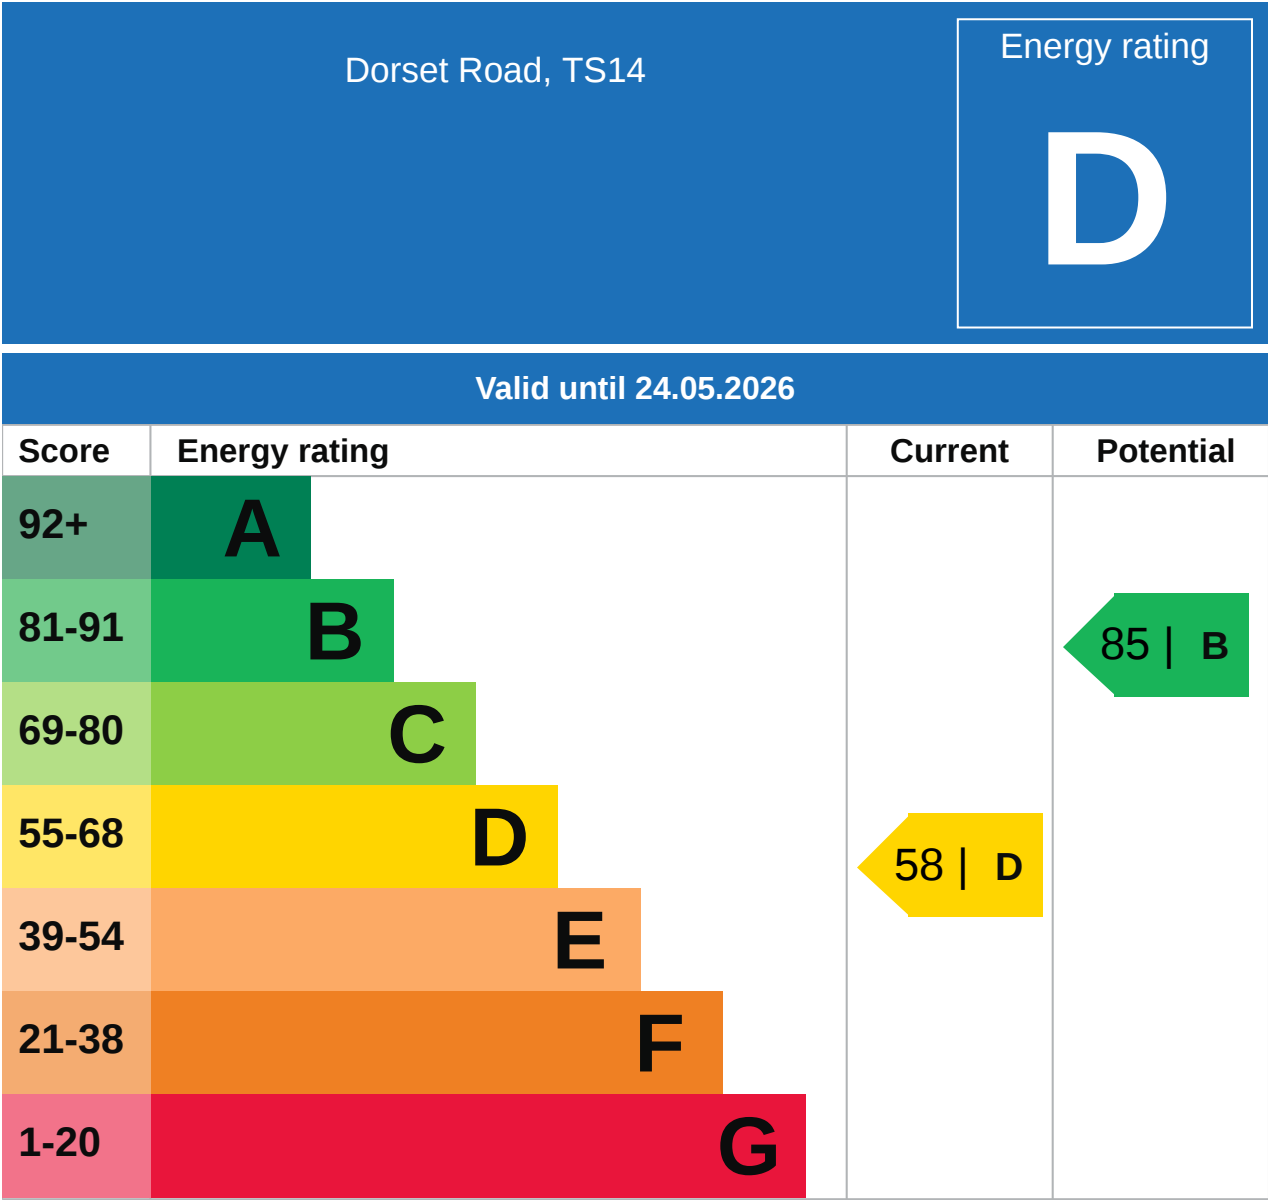 Dorset Road, TS14
Energy rating
D
Valid until 24.05.2026
Score Energy rating Current Potential
92+ A
81-91 B
85 | B
69-80 C
55-68 D
58 | D
39-54 E
21-38 F
1-20 G